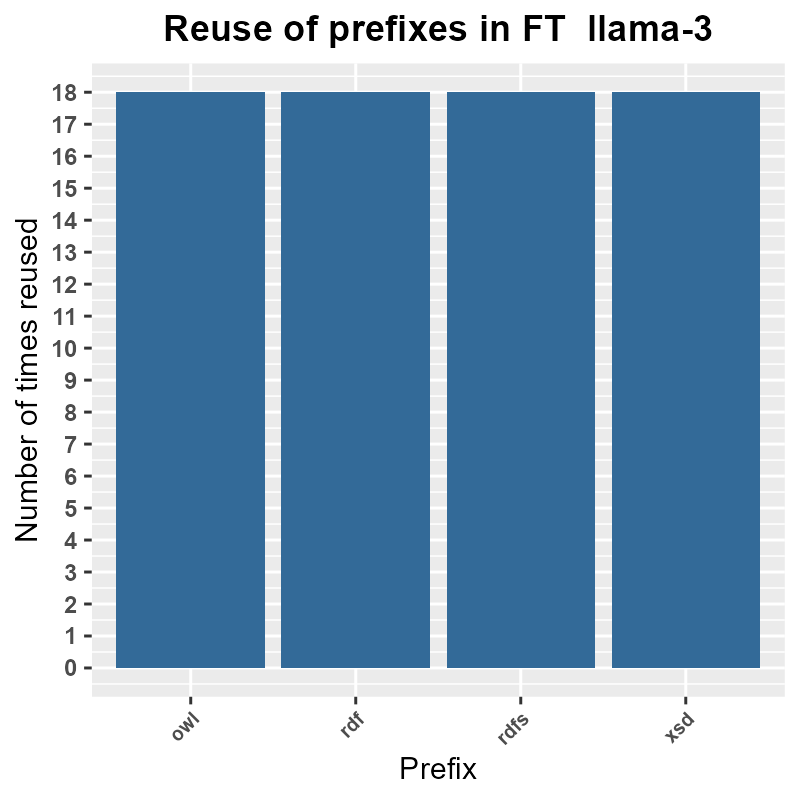 Reuse of prefixes in FT  llama-3
Number of times reused
18
17
16
15
14
13
12
11
10
9
8
7
6
5
4
3
2
1
0
owl
rdf
rdfs
xsd
Prefix